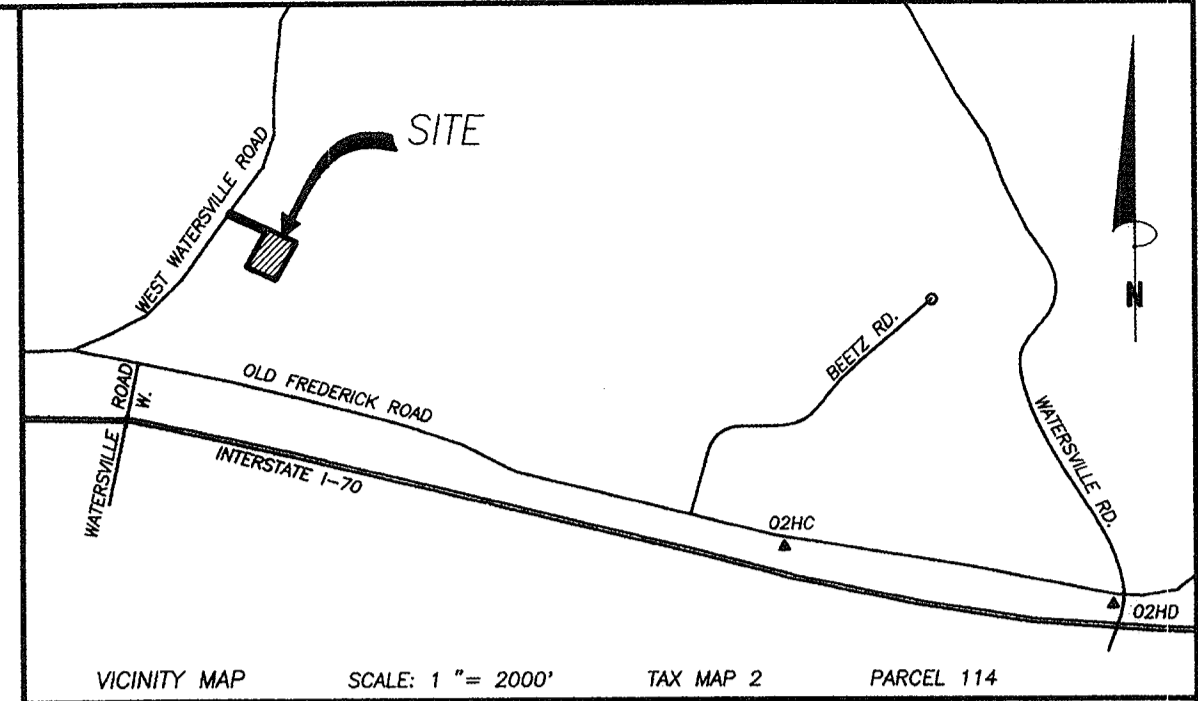 SITE
WEST WATERSVILLE ROAD
N
BEETZ RD.
OLD FREDERICK ROAD
WATERSVILLE ROAD
W.
INTERSTATE I-70
WATERSVILLE RD.
02HC
02HD
VICINITY MAP SCALE: 1 "= 2000' TAX MAP 2 PARCEL 114